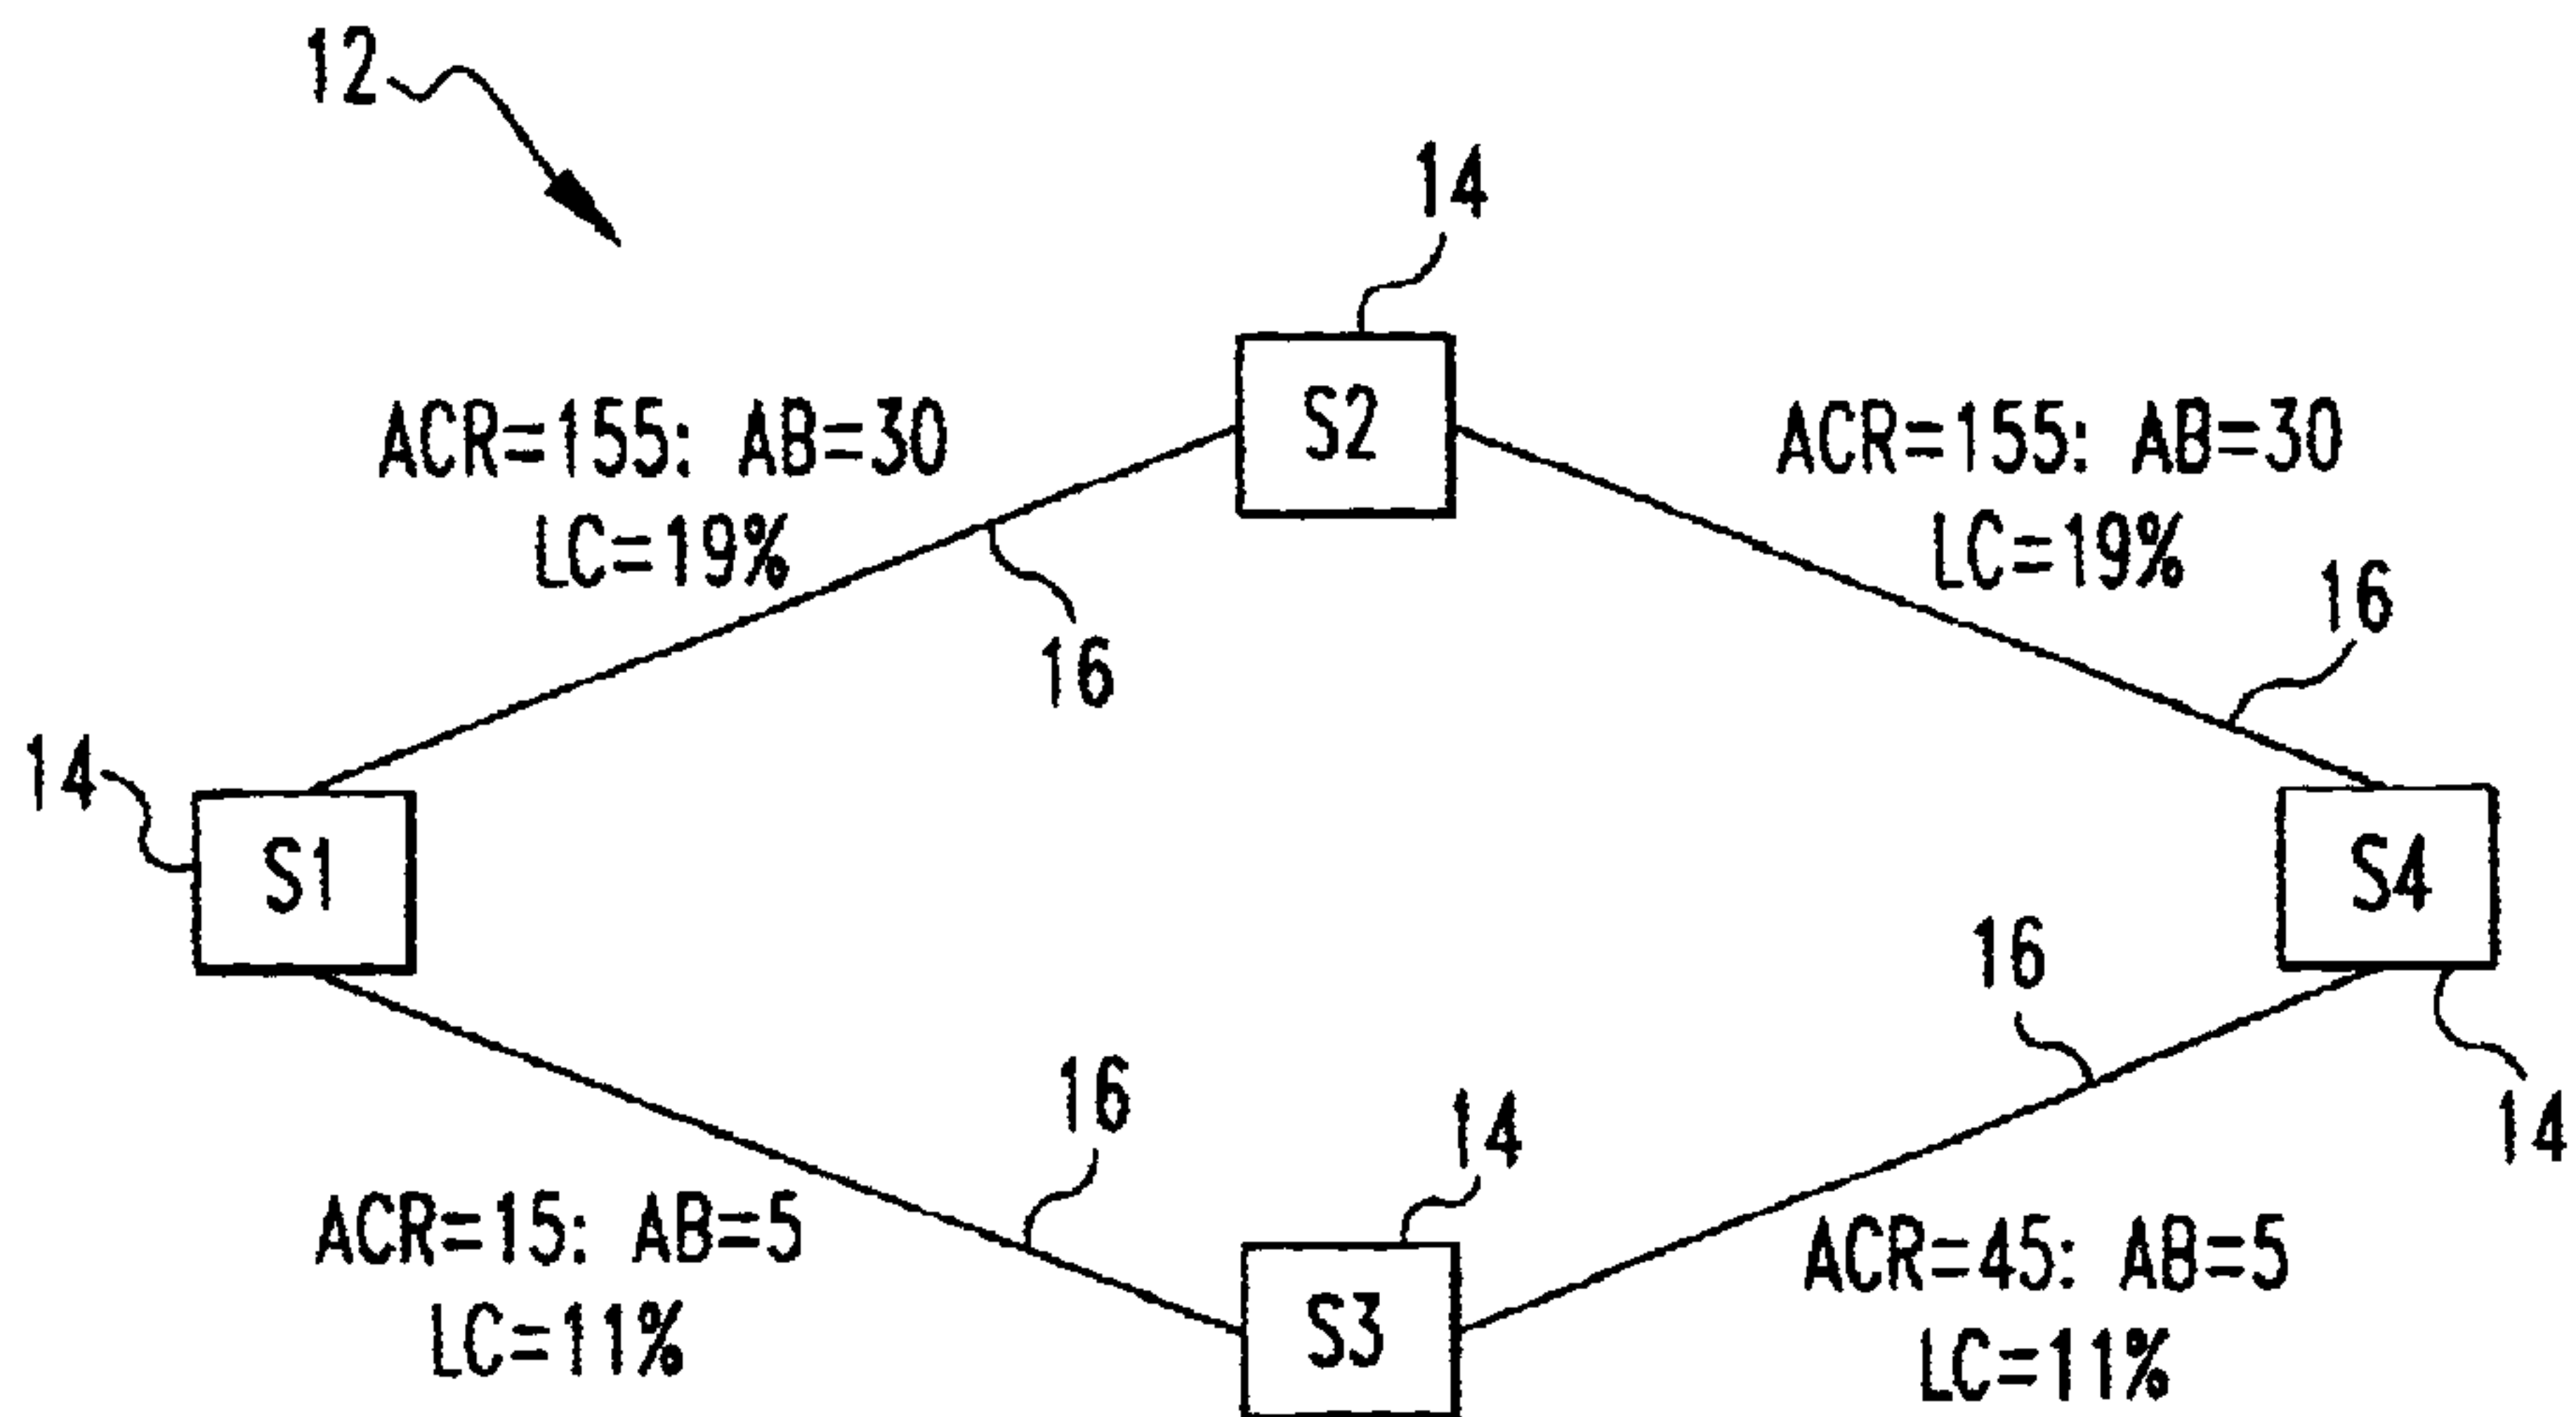 12
14
S2
ACR=155: AB=30
LC=19%
ACR=155: AB=30
LC=19%
16
16
14
S1
S4
16
14
16
14
ACR=15: AB=5
LC=11%
S3
ACR=45: AB=5
LC=11%